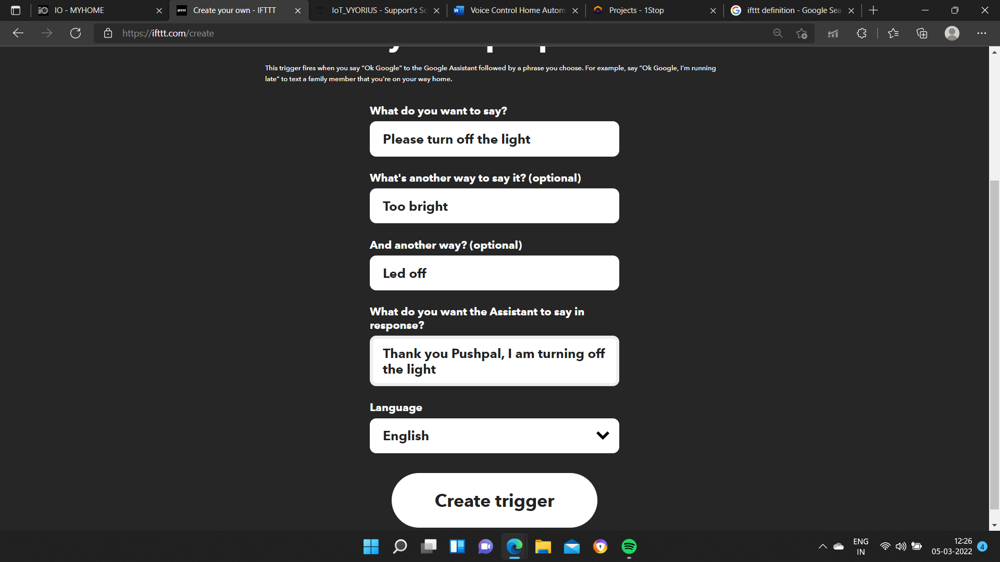 IO - MYHOME
IFTTT
Create your own - IFTTT
IoT_VYORIUS - Support's Sc
Voice Control Home Autom
Projects - 1Stop
ifttt definition - Google Sea
https://ifttt.com/create
This trigger fires when you say “Ok Google” to the Google Assistant followed by a phrase you choose. For example, say “Ok Google, I’m running
late” to text a family member that you’re on your way home.
What do you want to say?
Please turn off the light
What's another way to say it? (optional)
Too bright
And another way? (optional)
Led off
What do you want the Assistant to say in
response?
Thank you Pushpal, I am turning off
the light
Language
English
Create trigger
ENG
IN
12:26
05-03-2022
4